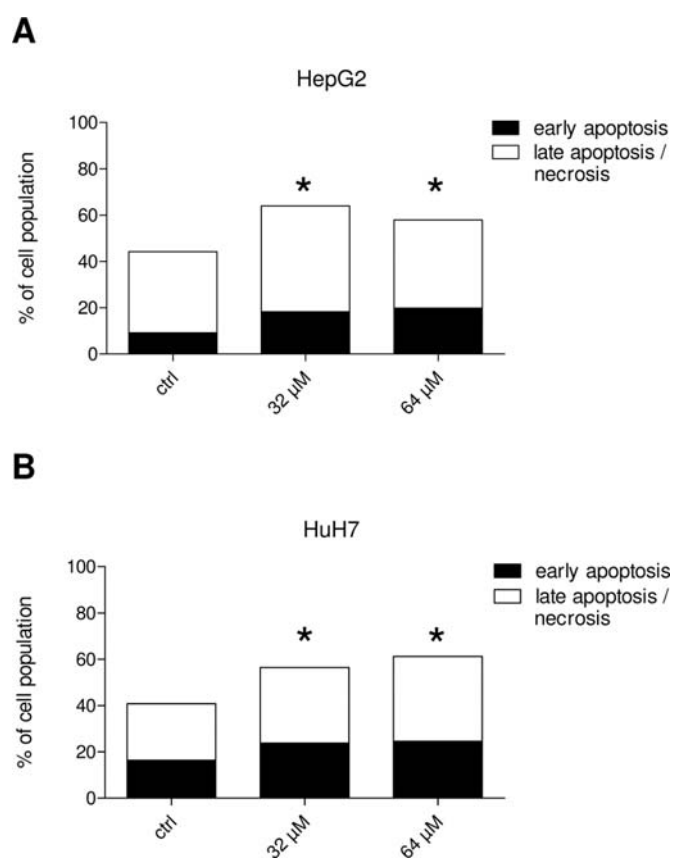 A
HepG2
% of cell population
100
80
60
40
20
0
*
*
ctrl
32 µM
64 µM
early apoptosis
late apoptosis /
necrosis
B
HuH7
% of cell population
100
80
60
40
20
0
*
*
ctrl
32 µM
64 µM
early apoptosis
late apoptosis /
necrosis